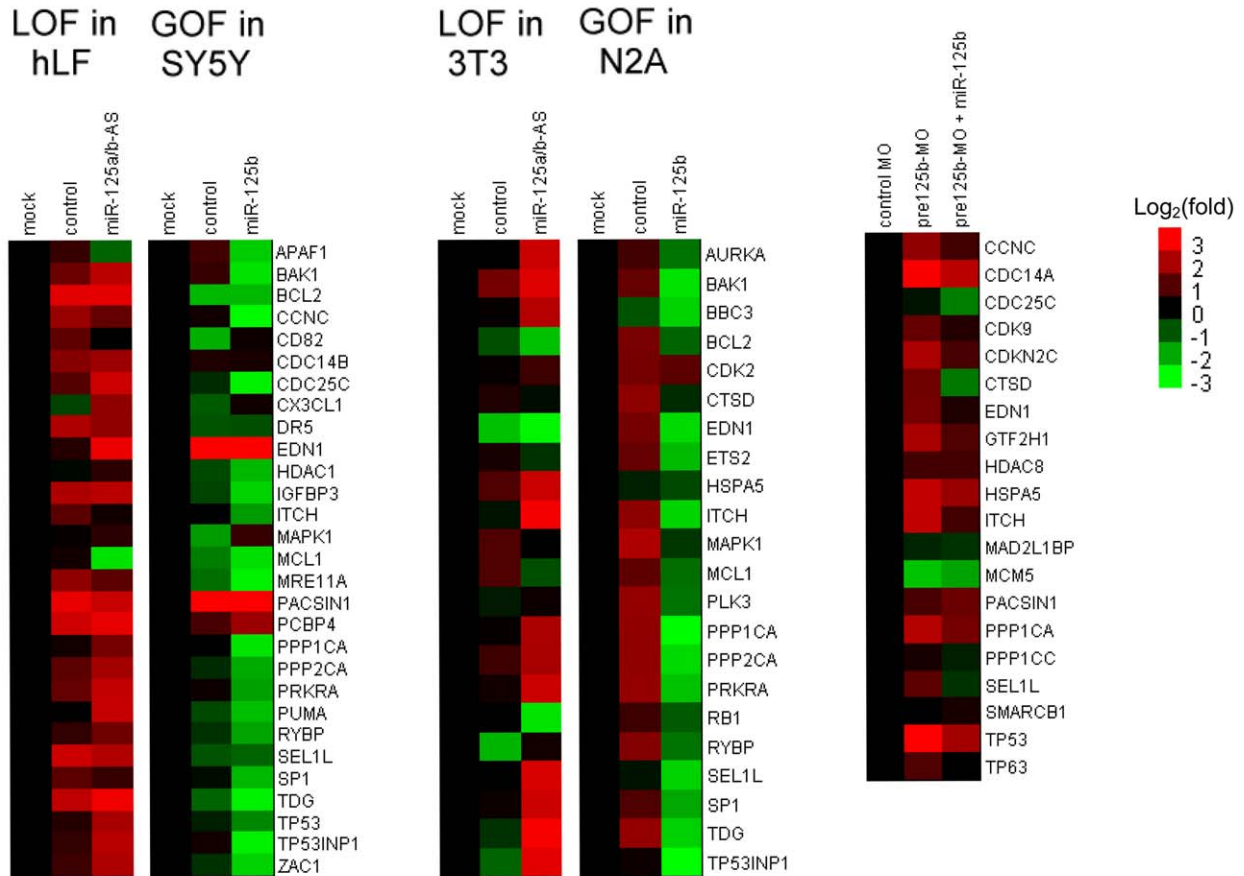 LOF in
hLF
GOF in
SY5Y
LOF in
3T3
GOF in
N2A
mock
control
miR-125a/b-AS
mock
control
miR-125b
mock
control
miR-125a/b-AS
mock
control
miR-125b
control MO
pre125b-MO
pre125b-MO + miR-125b
APAF1
BAK1
BCL2
CCNC
CD82
CDC14B
CDC25C
CX3CL1
DR5
EDN1
HDAC1
IGFBP3
ITCH
MAPK1
MCL1
MRE11A
PACSIN1
PCBP4
PPP1CA
PPP2CA
PRKRA
PUMA
RYBP
SEL1L
SP1
TDG
TP53
TP53INP1
ZAC1
AURKA
BAK1
BBC3
BCL2
CDK2
CTSD
EDN1
ETS2
HSPA5
ITCH
MAPK1
MCL1
PLK3
PPP1CA
PPP2CA
PRKRA
RB1
RYBP
SEL1L
SP1
TDG
TP53INP1
CCNC
CDC14A
CDC25C
CDK9
CDKN2C
CTSD
EDN1
GTF2H1
HDAC8
HSPA5
ITCH
MAD2L1BP
MCM5
PACSIN1
PPP1CA
PPP1CC
SEL1L
SMARCB1
TP53
TP63
Log₂(fold)
3
2
1
0
-1
-2
-3